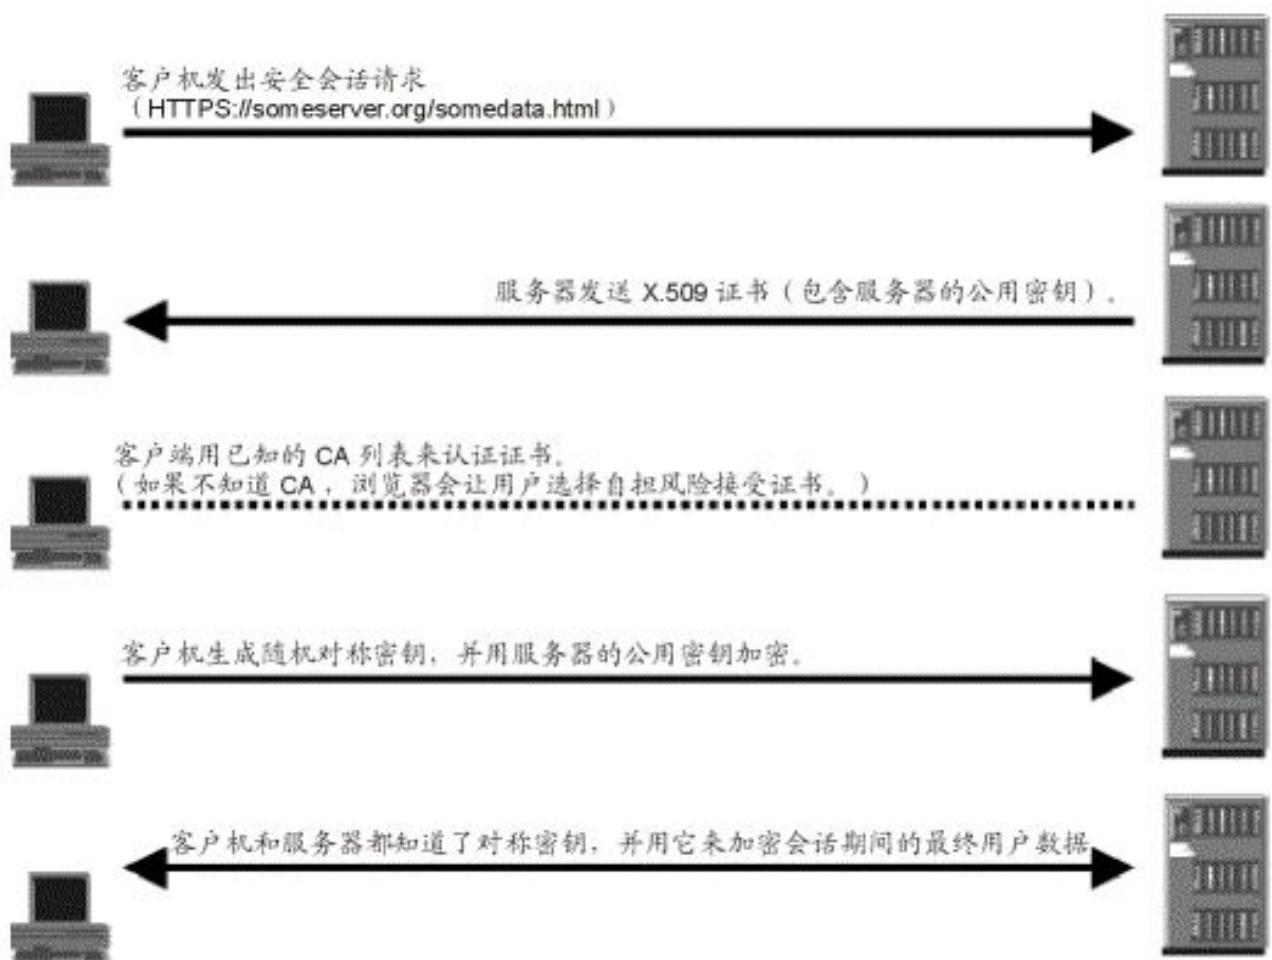 客户机发出安全会话请求
（HTTPS://someserver.org/somedata.html）
服务器发送 X.509 证书（包含服务器的公用密钥）.
客户端用已知的 CA 列表来认证证书。
（如果不知道 CA ，浏览器会让用户选择自担风险接受证书。）
客户机生成随机对称密钥，并用服务器的公用密钥加密。
客户机和服务器都知道了对称密钥，并用它来加密会话期间的最终用户数据